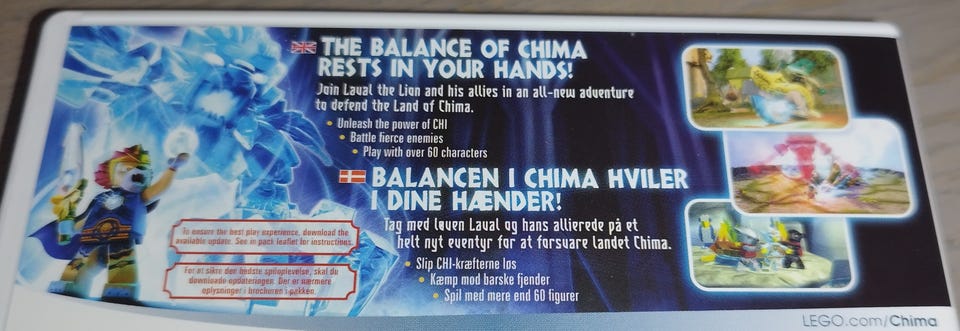 THE BALANCE OF CHIMA
RESTS IN YOUR HANDS!
Join Laval the Lion and his allies in an all-new adventure
to defend the Land of Chima.
• Unleash the power of CHI
• Battle fierce enemies
• Play with over 60 characters
BALANCEN I CHIMA HVILER
I DINE HÆNDER!
Tag med løven Laval og hans allierede på et
helt nyt eventyr for at forsvare landet Chima.
• Slip CHI-kræfterne løs
• Kæmp mod barske fjender
• Spil med mere end 60 figurer
To ensure the best play experience, download the
available update. See in pack leaflet for instructions.
For at sikre den bedste spiloplevelse, skal du
downloade opdateringen. Der er nærmere
oplysninger i brochuren i pakken.
LEGO.com/Chima